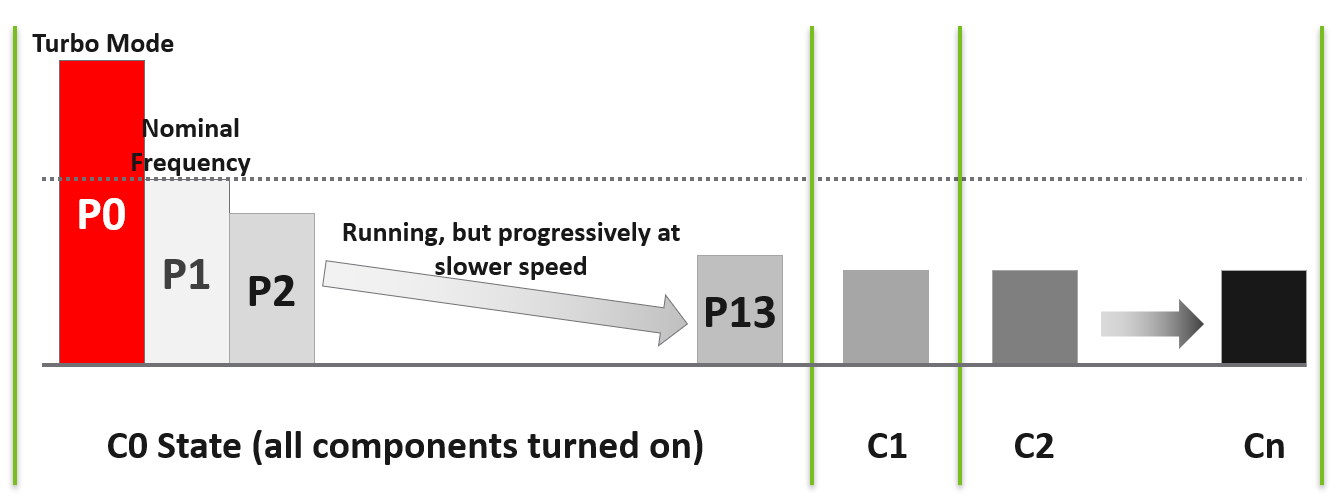 Turbo Mode
Nominal
Frequency
P0
P1
P2
Running, but progressively at
slower speed
P13
C0 State (all components turned on)
C1
C2
Cn